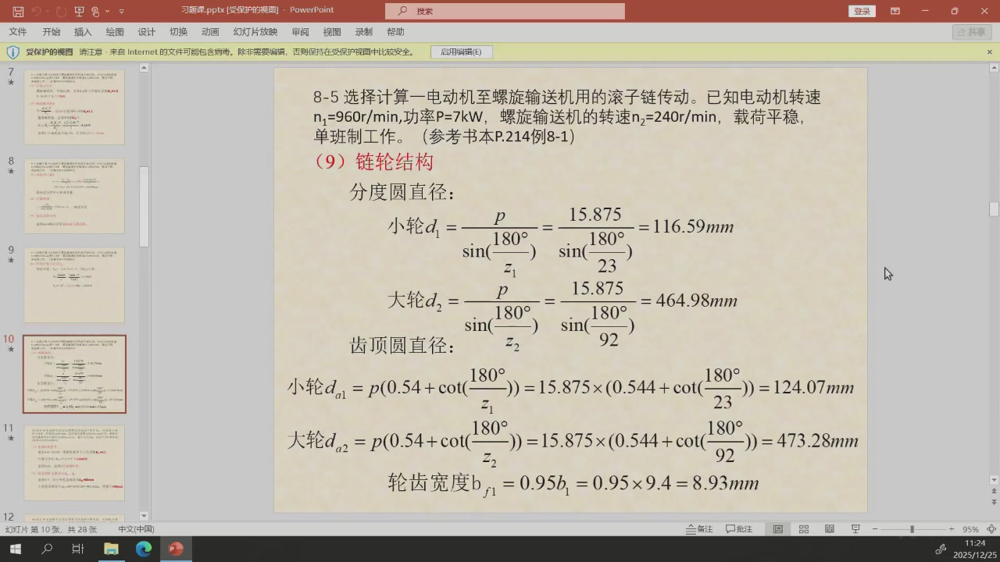 习题课.pptx [受保护的视图] - PowerPoint
搜索
登录
文件 开始 插入 绘图 设计 切换 动画 幻灯片放映 审阅 视图 录制 帮助
共享
受保护的视图 请注意 - 来自 Internet 的文件可能包含病毒。除非需要编辑，否则保持在受保护视图中比较安全。 启用编辑(E)
7
8
9
10
11
12
8-5 选择计算一电动机至螺旋输送机用的滚子链传动。已知电动机转速
n₁=960r/min,功率P=7kW，螺旋输送机的转速n₂=240r/min，载荷平稳，
单班制工作。（参考书本P.214例8-1）
（9）链轮结构
分度圆直径：
小轮d₁ = p / sin(180°/z₁) = 15.875 / sin(180°/23) = 116.59mm
大轮d₂ = p / sin(180°/z₂) = 15.875 / sin(180°/92) = 464.98mm
齿顶圆直径：
小轮dₐ₁ = p(0.54 + cot(180°/z₁)) = 15.875×(0.544 + cot(180°/23)) = 124.07mm
大轮dₐ₂ = p(0.54 + cot(180°/z₂)) = 15.875×(0.544 + cot(180°/92)) = 473.28mm
轮齿宽度b_f1 = 0.95b₁ = 0.95×9.4 = 8.93mm
幻灯片 第 10 张，共 28 张 中文(中国)
备注 批注 95%
11:24
2025/12/25